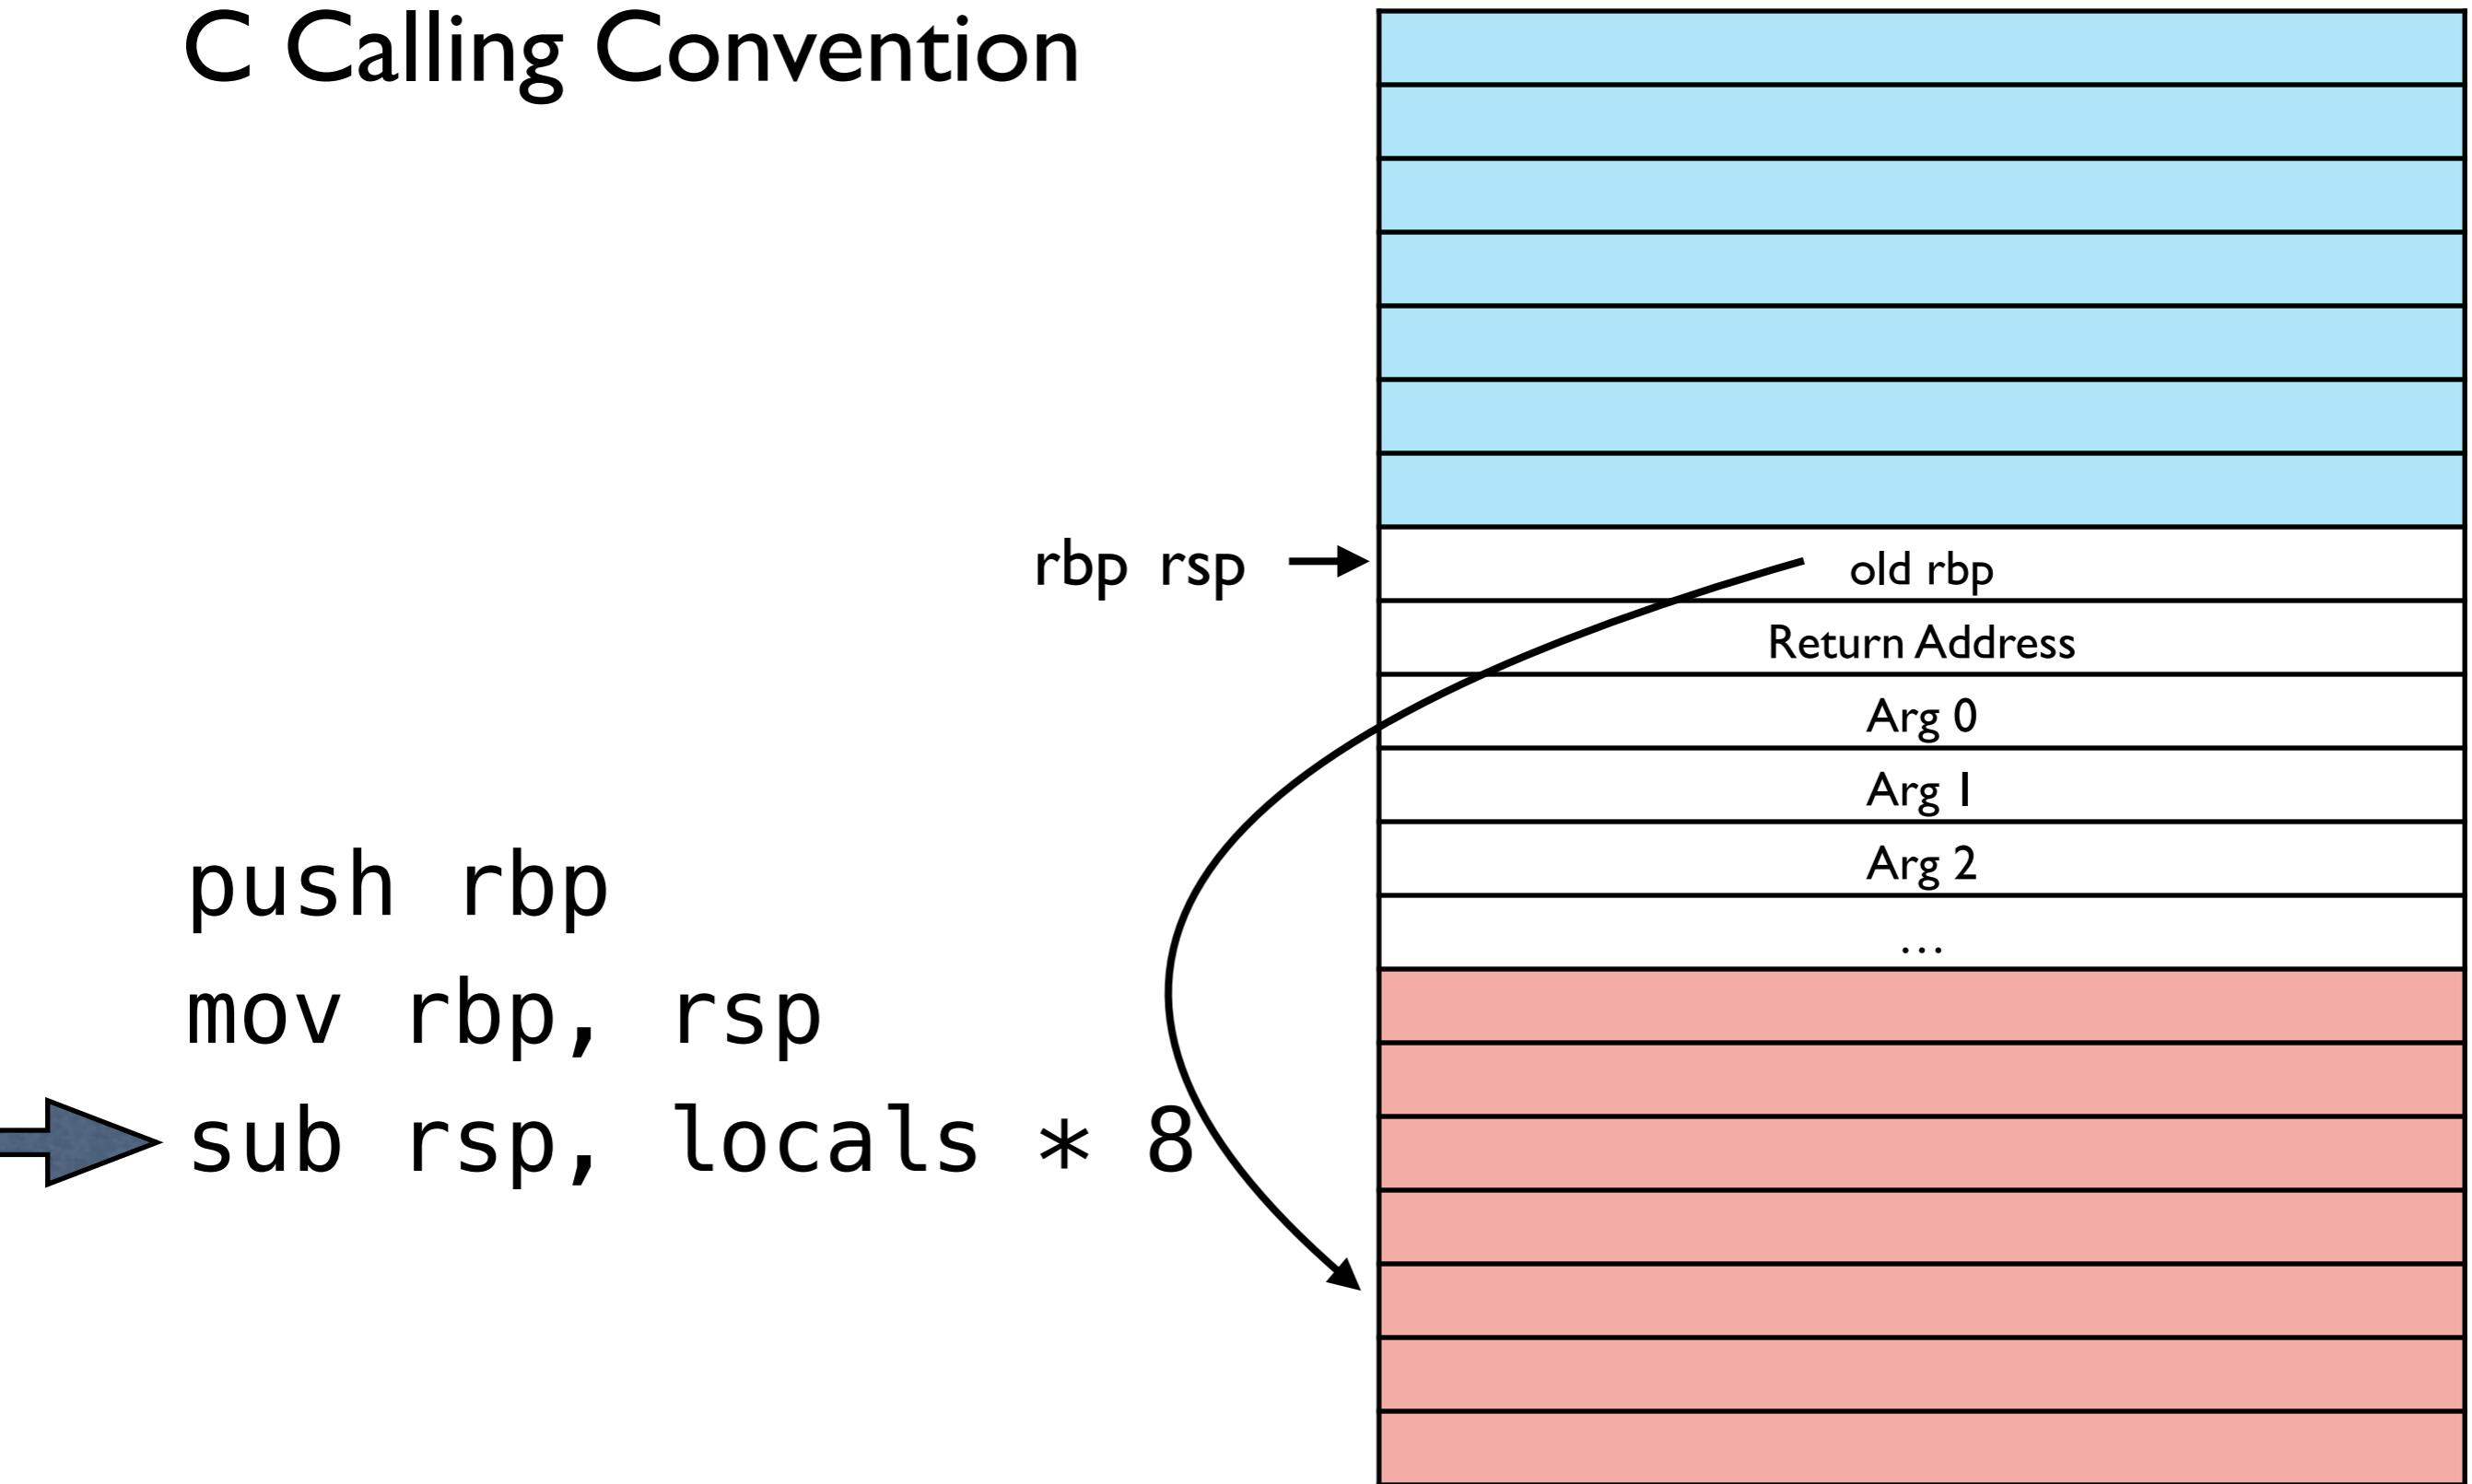 C Calling Convention
rbp rsp
old rbp
Return Address
Arg 0
Arg 1
Arg 2
…
push rbp
mov rbp, rsp
sub rsp, locals * 8